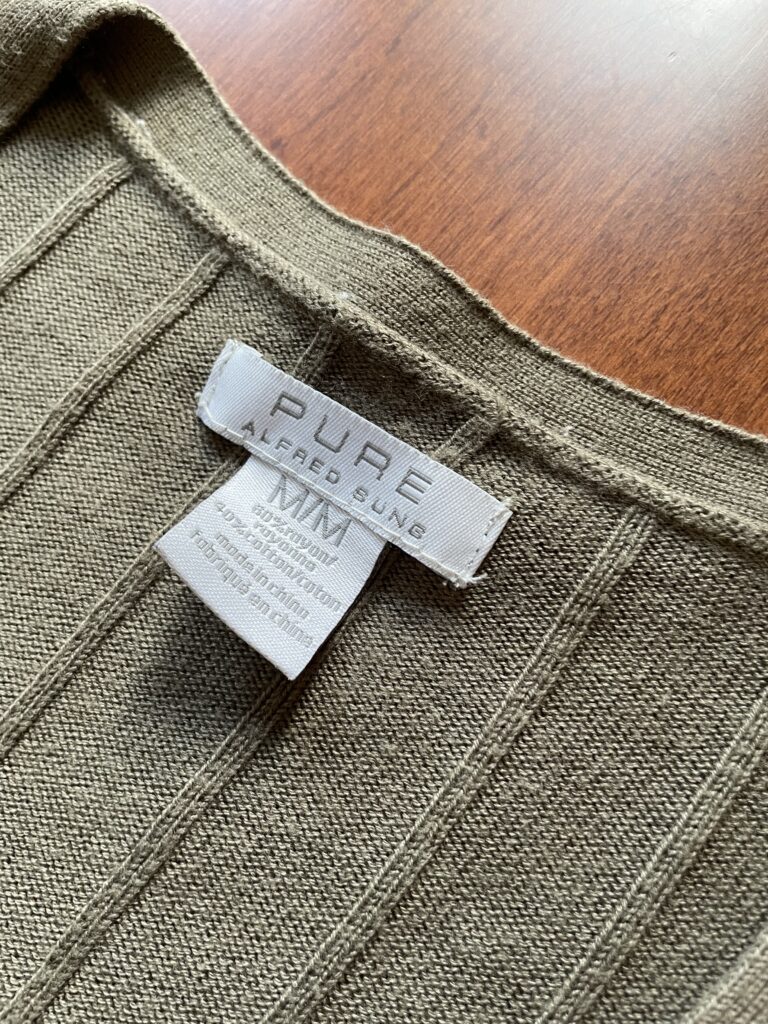 PURE
ALFRED SUNG
M/M
60% rayon/
rayonne
40% cotton/coton
made in china
fabriqué en chine